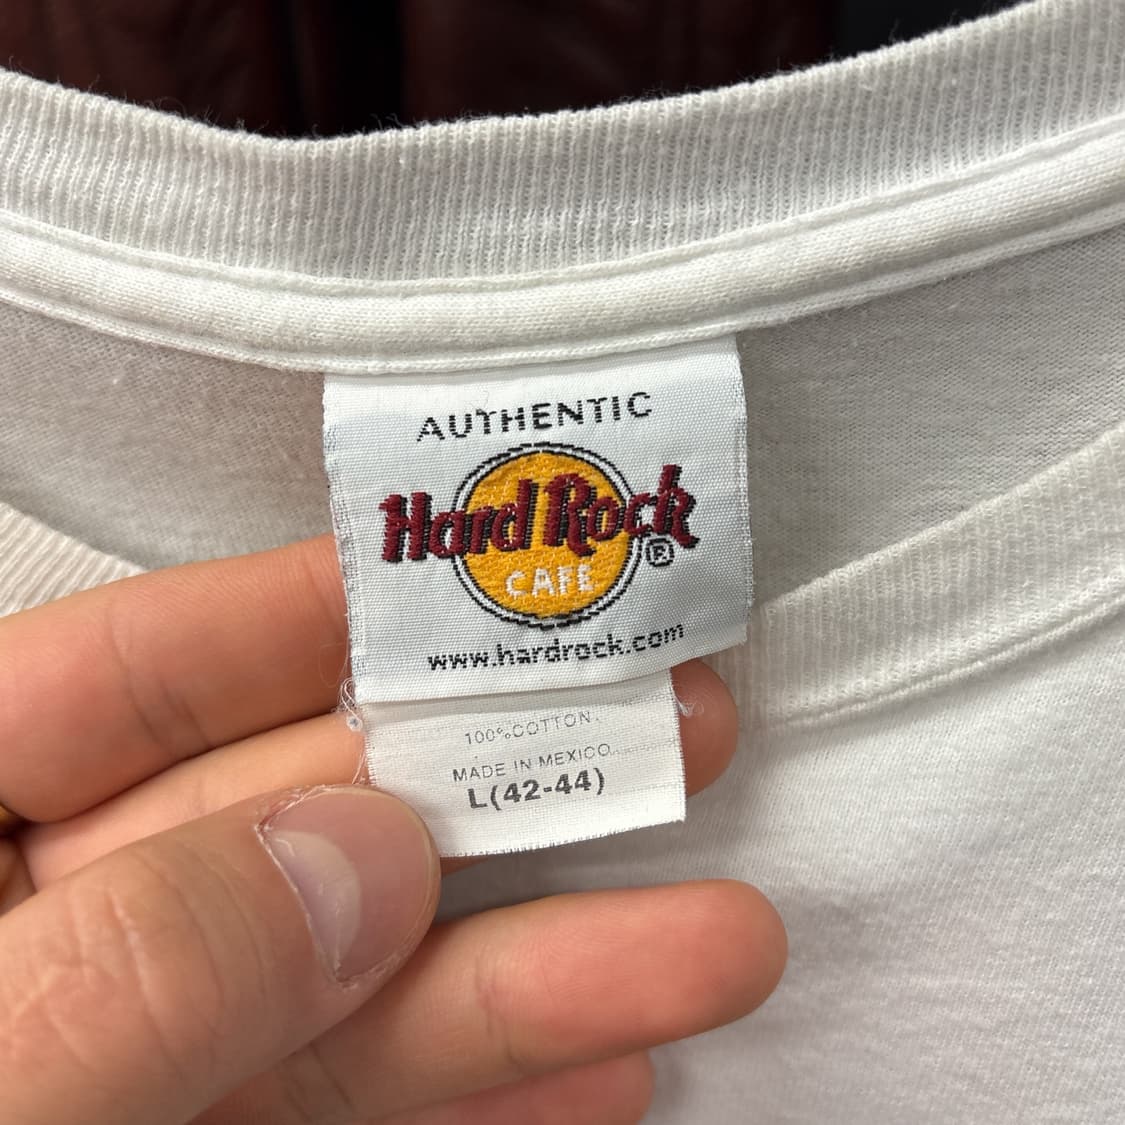 AUTHENTIC
Hard Rock
CAFE
®
www.hardrock.com
100% COTTON.
MADE IN MEXICO
L(42-44)